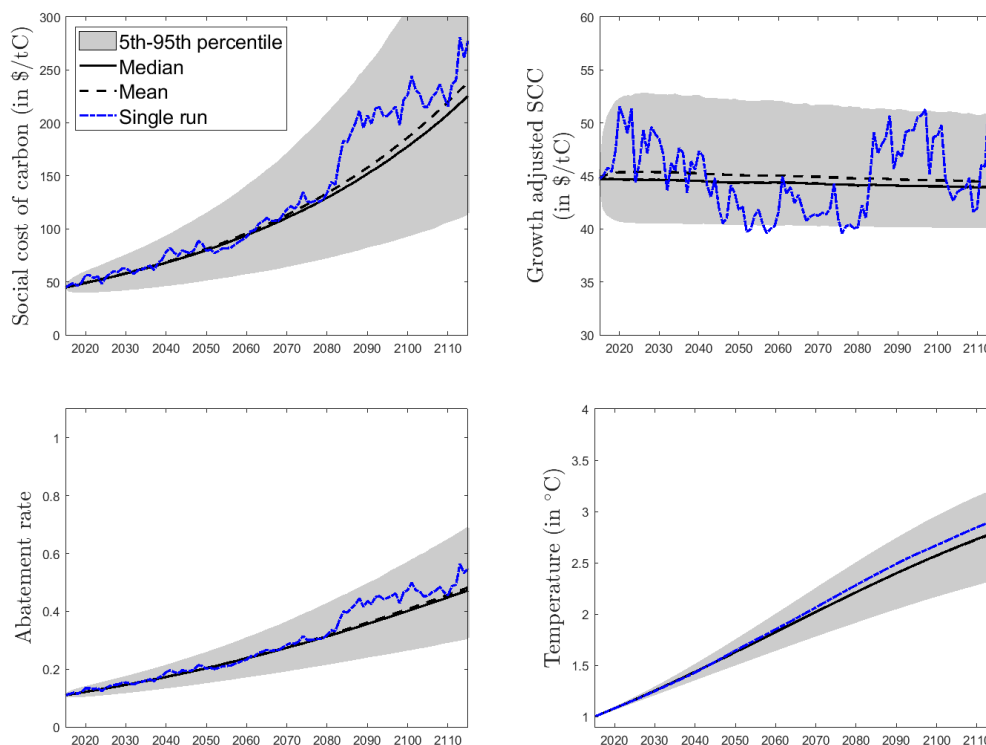 Social cost of carbon (in $/tC)
300
250
200
150
100
50
0
5th-95th percentile
Median
Mean
Single run
2020 2030 2040 2050 2060 2070 2080 2090 2100 2110
Growth adjusted SCC
(in $/tC)
60
55
50
45
40
35
30
2020 2030 2040 2050 2060 2070 2080 2090 2100 2110
Abatement rate
1
0.8
0.6
0.4
0.2
0
2020 2030 2040 2050 2060 2070 2080 2090 2100 2110
Temperature (in °C)
4
3.5
3
2.5
2
1.5
1
2020 2030 2040 2050 2060 2070 2080 2090 2100 2110